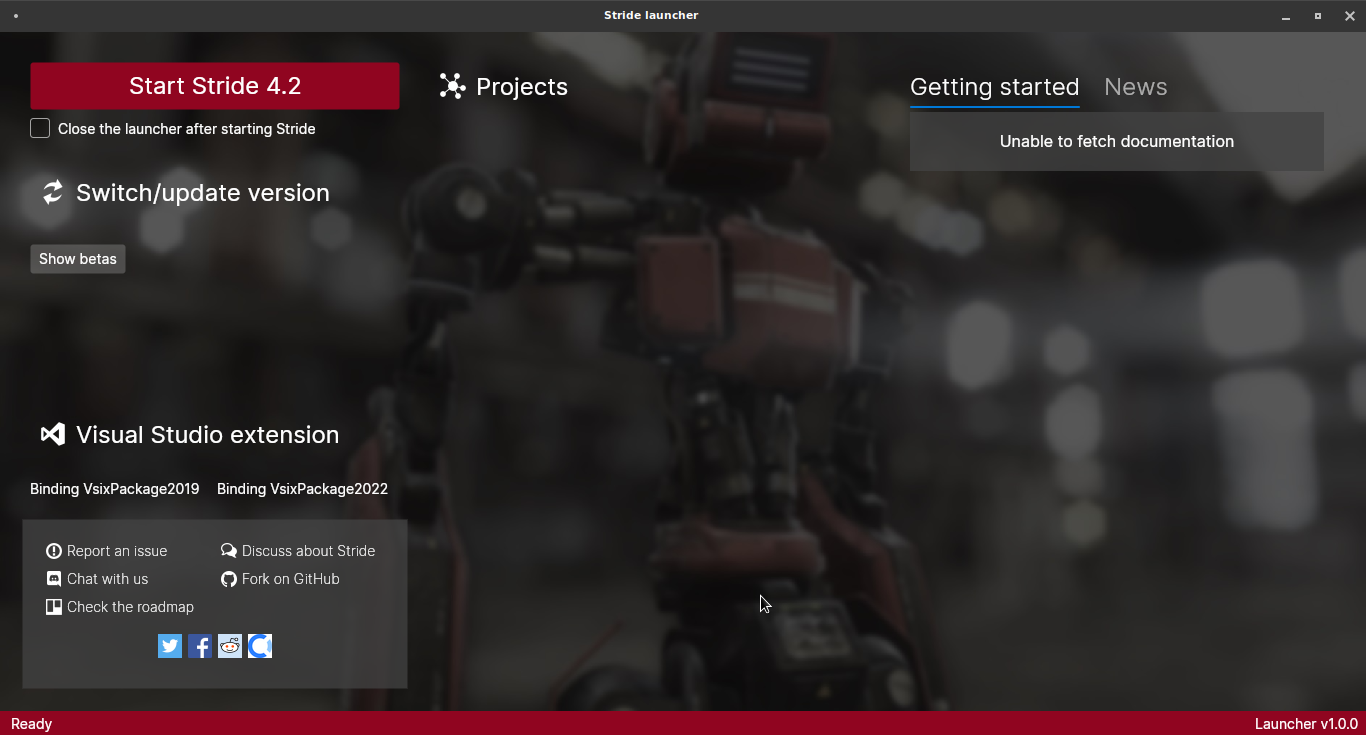 Stride launcher
Start Stride 4.2
Close the launcher after starting Stride
Switch/update version
Show betas
Visual Studio extension
Binding VsixPackage2019 Binding VsixPackage2022
Report an issue Discuss about Stride
Chat with us Fork on GitHub
Check the roadmap
Projects
Getting started News
Unable to fetch documentation
Ready Launcher v1.0.0